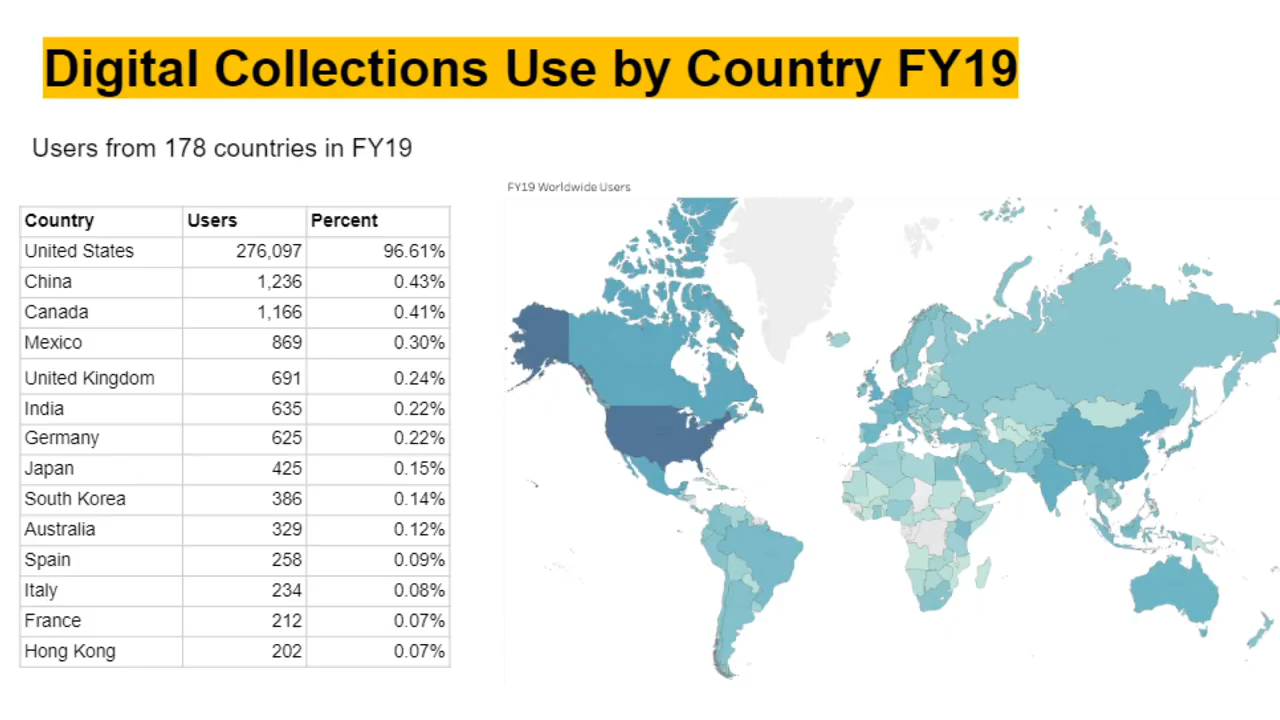 Digital Collections Use by Country FY19
Users from 178 countries in FY19
Country Users Percent
United States 276,097 96.61%
China 1,236 0.43%
Canada 1,166 0.41%
Mexico 869 0.30%
United Kingdom 691 0.24%
India 635 0.22%
Germany 625 0.22%
Japan 425 0.15%
South Korea 386 0.14%
Australia 329 0.12%
Spain 258 0.09%
Italy 234 0.08%
France 212 0.07%
Hong Kong 202 0.07%
FY19 Worldwide Users